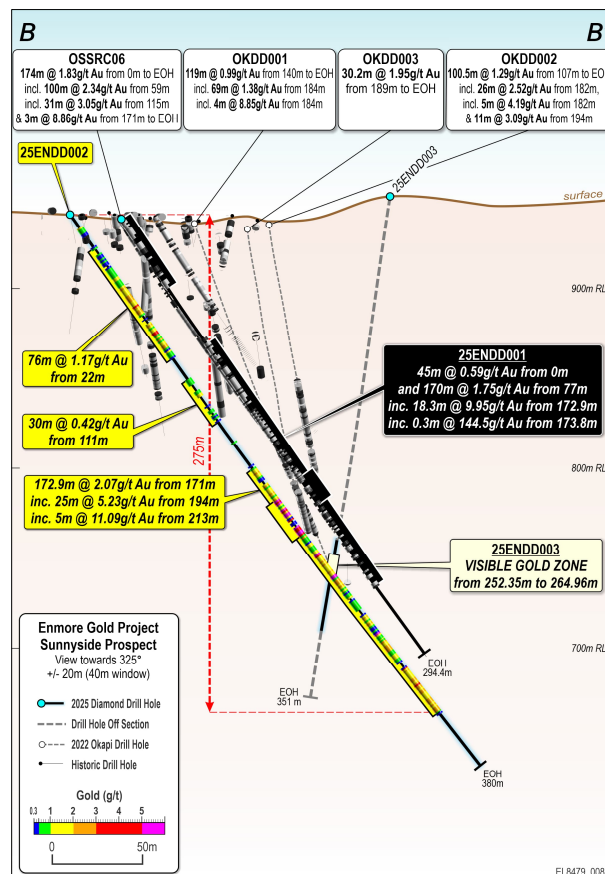 B
B
OSSRC06
174m @ 1.83g/t Au from 0m to EOH
incl. 100m @ 2.34g/t Au from 59m
incl. 31m @ 3.05g/t Au from 115m
& 3m @ 8.86g/t Au from 171m to EOH
OKDD001
119m @ 0.99g/t Au from 140m to EOH
incl. 69m @ 1.38g/t from 184m
incl. 4m @ 8.85g/t from 184m
OKDD003
30.2m @ 1.95g/t Au
from 189m to EOH
OKDD002
100.5m @ 1.29g/t Au from 107m to EO
incl. 26m @ 2.52g/t Au from 182m,
incl. 5m @ 4.19g/t Au from 182m
& 11m @ 3.09g/t Au from 194m
25ENDD002
25ENDD003
surface
900m RL
76m @ 1.17g/t Au
from 22m
25ENDD001
45m @ 0.59g/t Au from 0m
and 170m @ 1.75g/t Au from 77m
inc. 18.3m @ 9.95g/t Au from 172.9m
inc. 0.3m @ 144.5g/t Au from 173.8m
30m @ 0.42g/t Au
from 111m
275m
800m RL
172.9m @ 2.07g/t Au from 171m
inc. 25m @ 5.23g/t Au from 194m
inc. 5m @ 11.09g/t Au from 213m
25ENDD003
VISIBLE GOLD ZONE
from 252.35m to 264.96m
700m RL
EOH
294.4m
EOH
351 m
EOH
380m
Enmore Gold Project
Sunnyside Prospect
View towards 325°
+/- 20m (40m window)
2025 Diamond Drill Hole
Drill Hole Off Section
2022 Okapi Drill Hole
Historic Drill Hole
Gold (g/t)
0.3 1 2 3 4 5
0 50m
EL8479_008